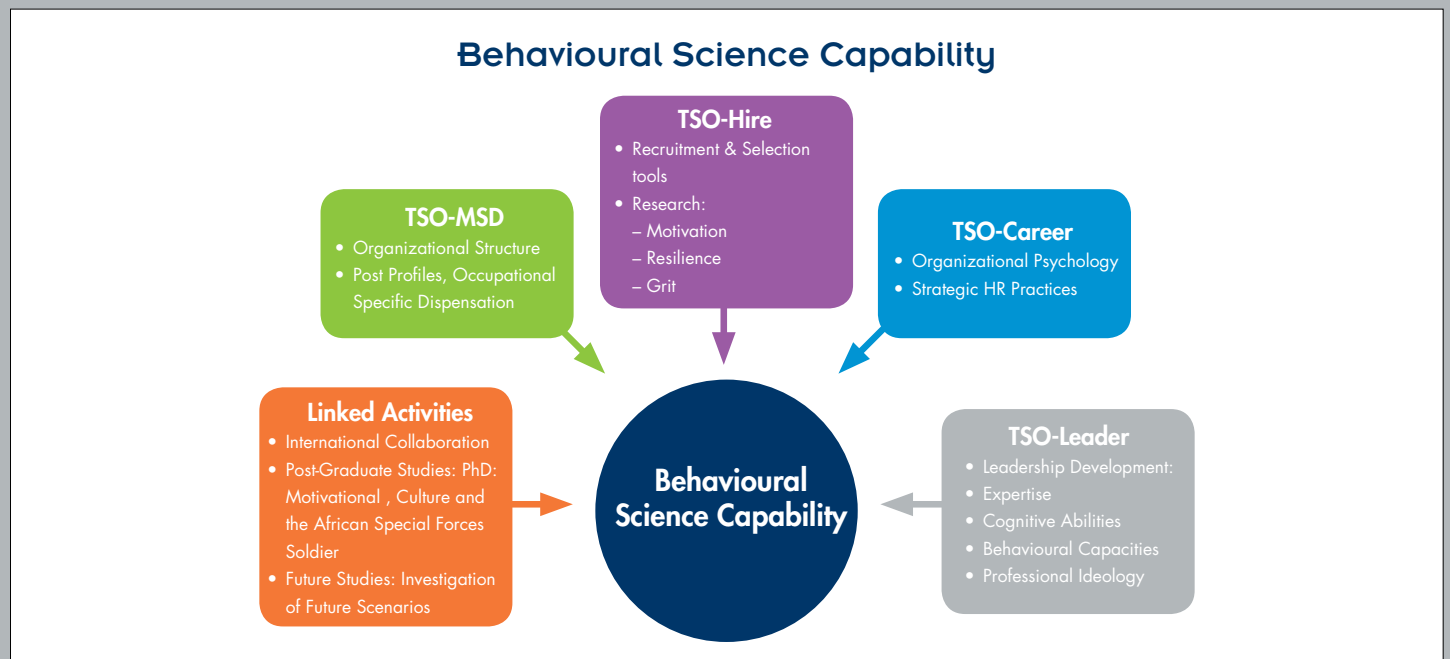 Behavioural Science Capability
TSO-Hire
• Recruitment & Selection
tools
• Research:
– Motivation
– Resilience
– Grit
TSO-MSD
• Organizational Structure
• Post Profiles, Occupational
Specific Dispensation
TSO-Career
• Organizational Psychology
• Strategic HR Practices
Linked Activities
• International Collaboration
• Post-Graduate Studies: PhD:
Motivational , Culture and
the African Special Forces
Soldier
• Future Studies: Investigation
of Future Scenarios
Behavioural
Science Capability
TSO-Leader
• Leadership Development:
• Expertise
• Cognitive Abilities
• Behavioural Capacities
• Professional Ideology